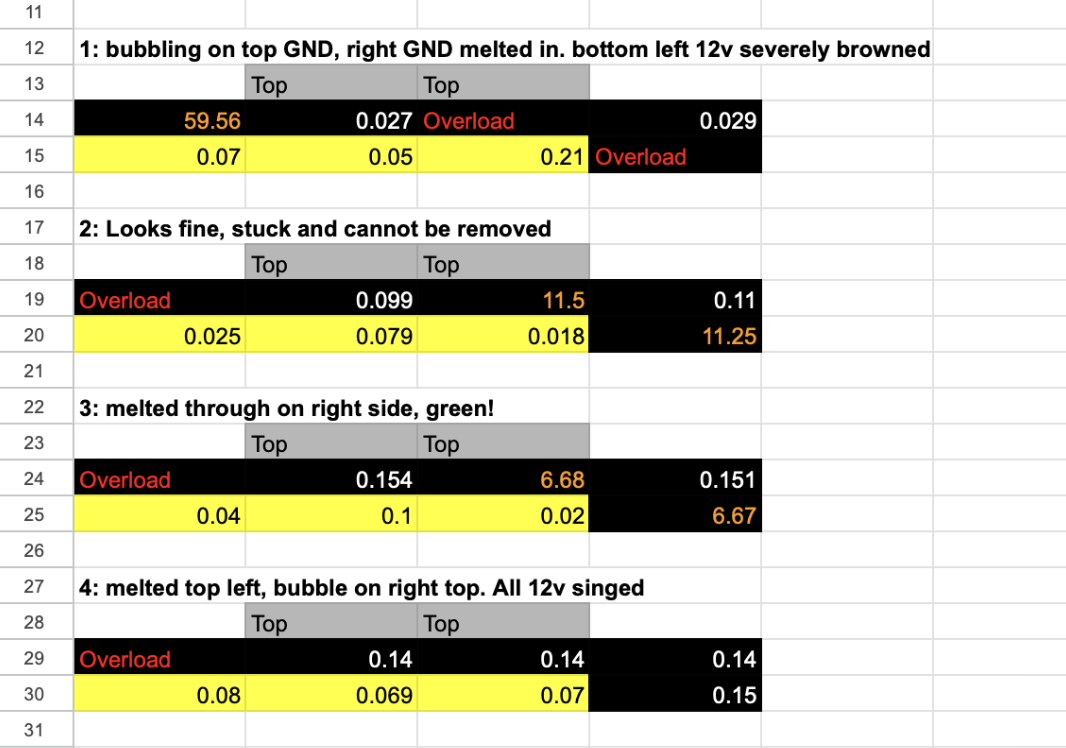 11
12 1: bubbling on top GND, right GND melted in. bottom left 12v severely browned
13 Top Top
14 59.56 0.027 Overload 0.029
15 0.07 0.05 0.21 Overload
16
17 2: Looks fine, stuck and cannot be removed
18 Top Top
19 Overload 0.099 11.5 0.11
20 0.025 0.079 0.018 11.25
21
22 3: melted through on right side, green!
23 Top Top
24 Overload 0.154 6.68 0.151
25 0.04 0.1 0.02 6.67
26
27 4: melted top left, bubble on right top. All 12v singed
28 Top Top
29 Overload 0.14 0.14 0.14
30 0.08 0.069 0.07 0.15
31